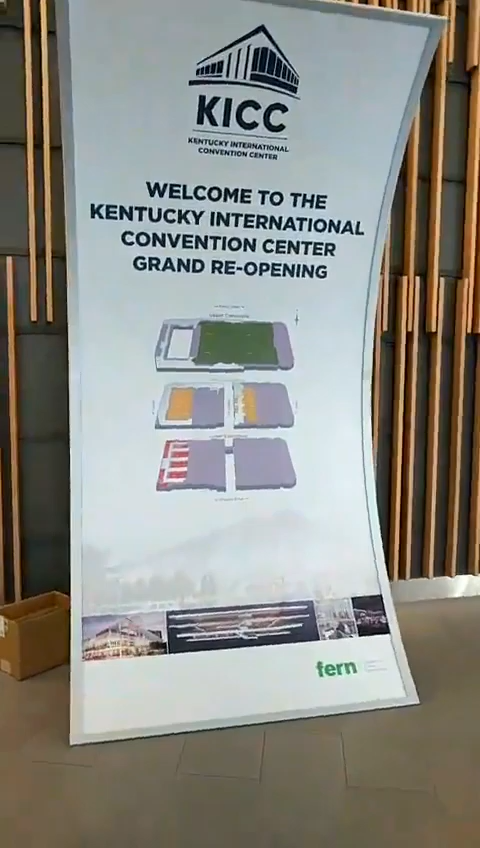 KICC
KENTUCKY INTERNATIONAL
CONVENTION CENTER
WELCOME TO THE
KENTUCKY INTERNATIONAL
CONVENTION CENTER
GRAND RE-OPENING
fern